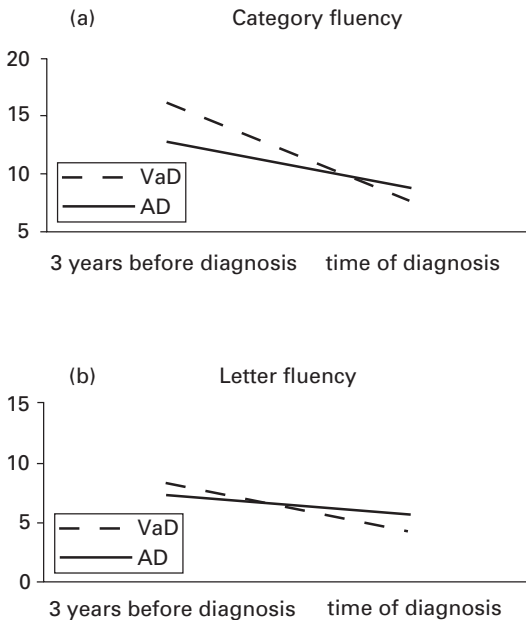 (a) Category fluency
20
15
10
5
VaD
AD
3 years before diagnosis time of diagnosis
(b) Letter fluency
15
10
5
0
VaD
AD
3 years before diagnosis time of diagnosis